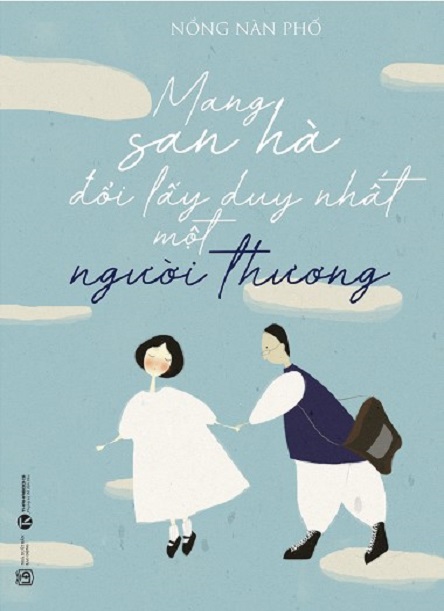 NỒNG NÀN PHỐ
Mang
san hà
đổi lấy duy nhất
một
người thương